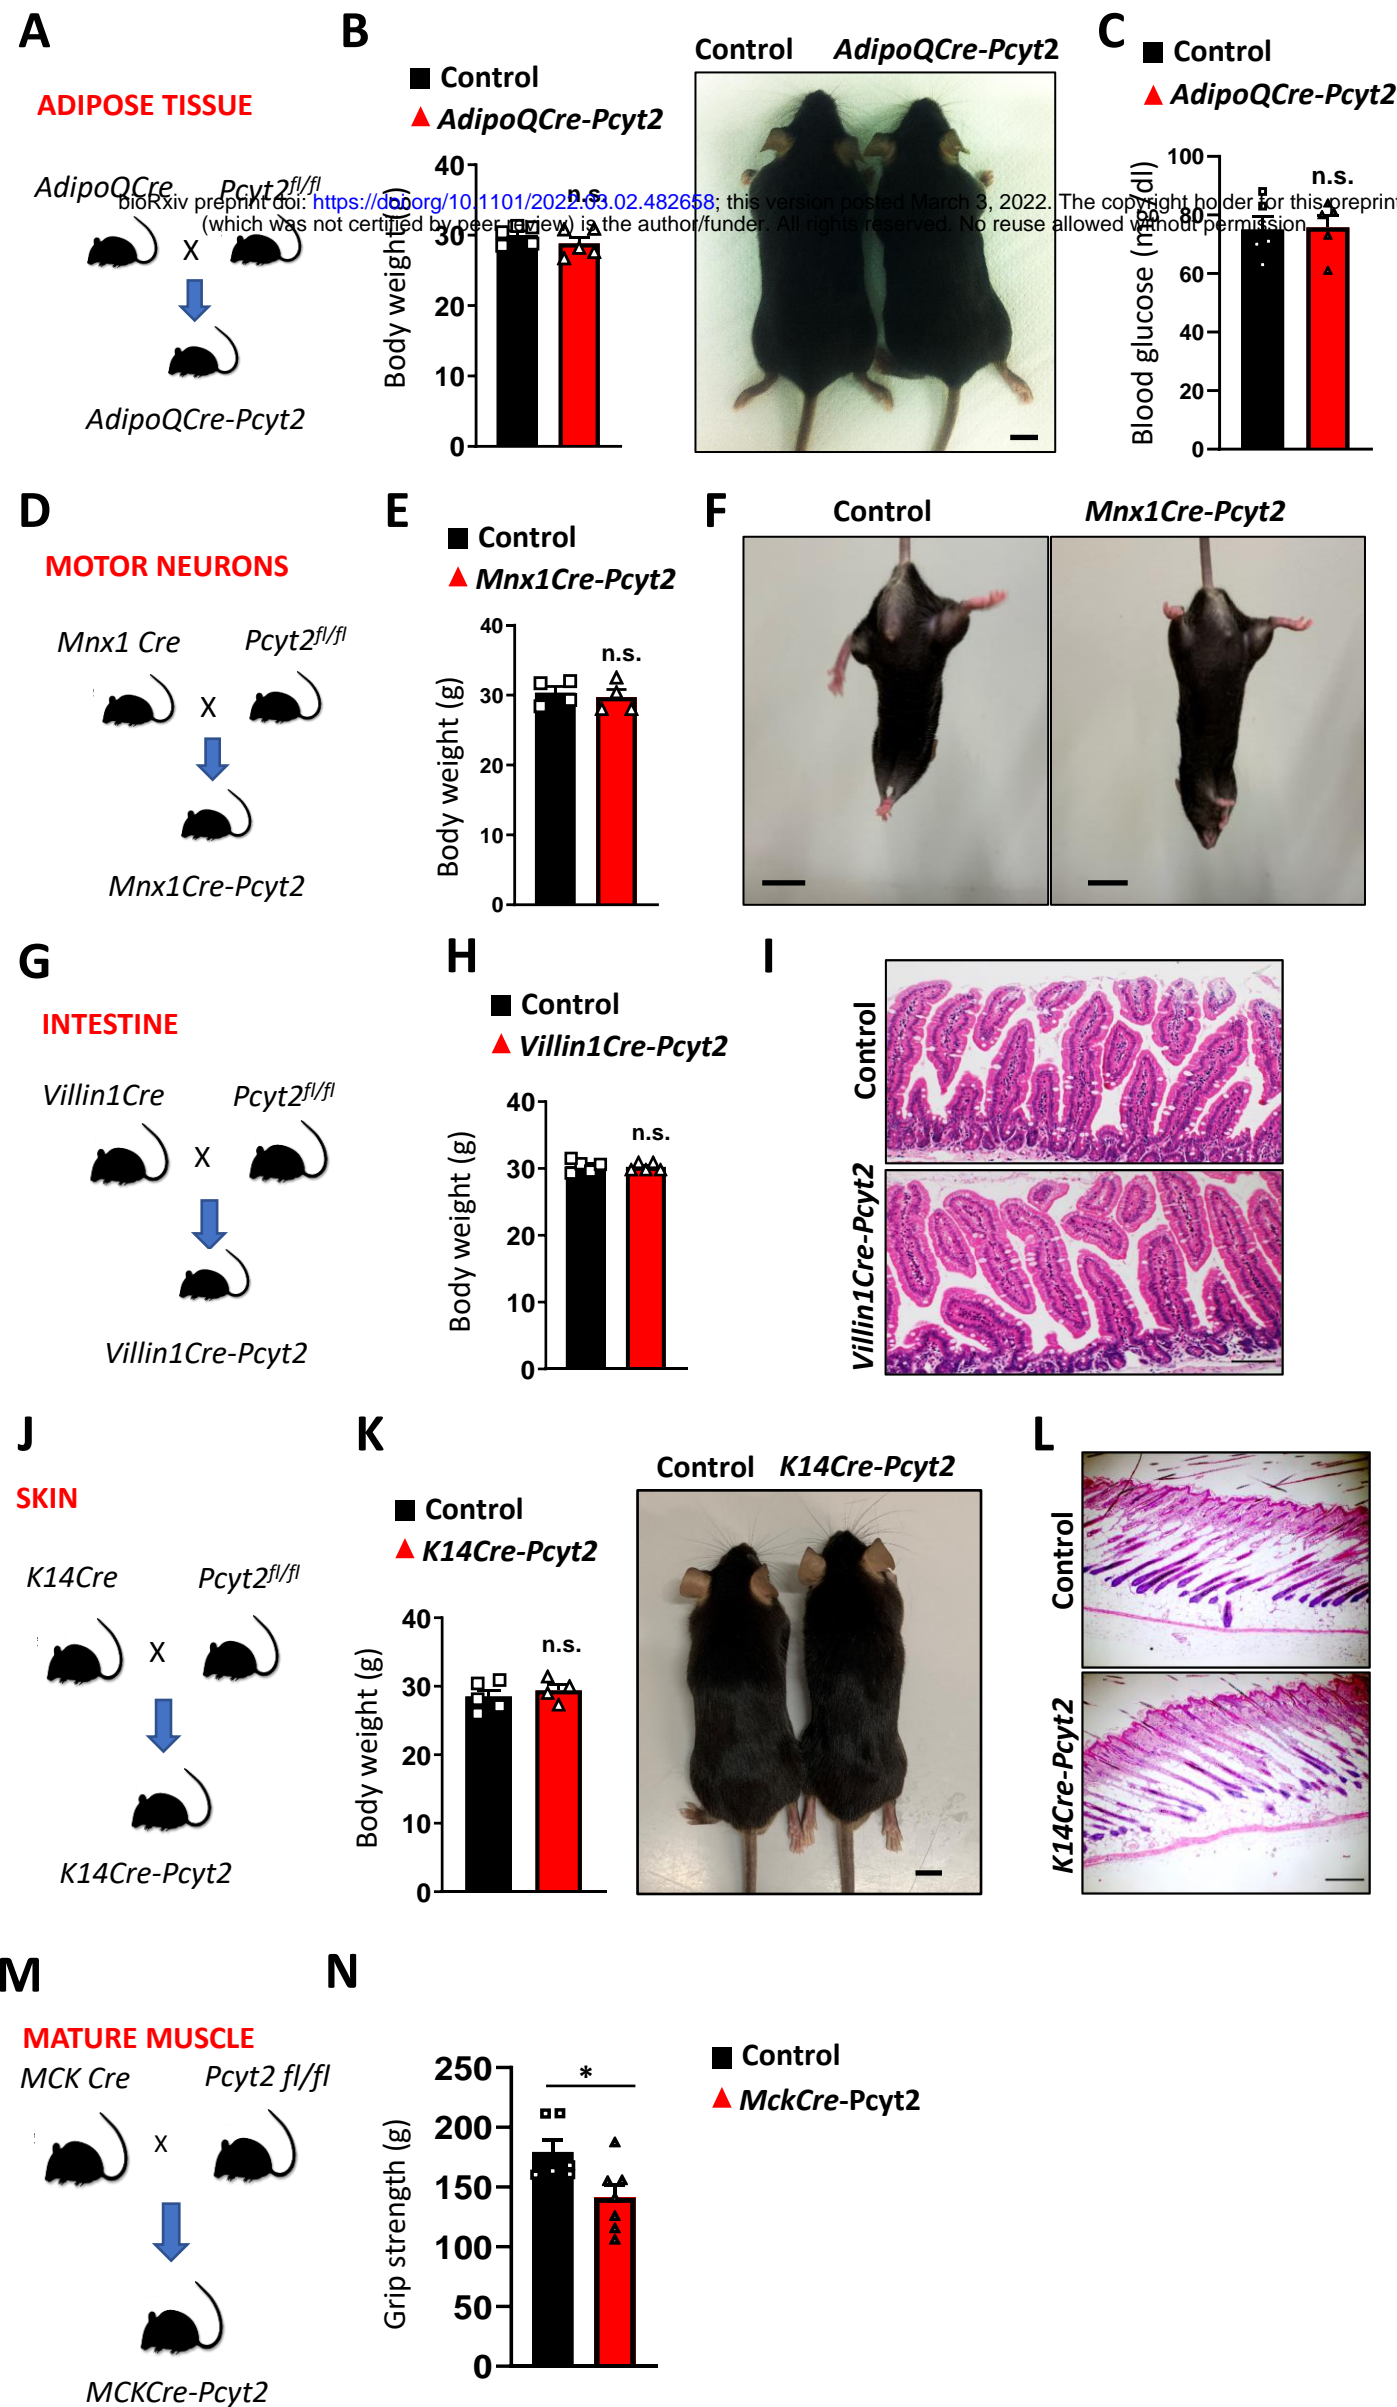 A
ADIPOSE TISSUE
AdipoQCre
Pcyt2fl/fl
X
AdipoQCre-Pcyt2
B
Control
AdipoQCre-Pcyt2
Body weight (g)
40
30
20
10
0
n.s.
Control AdipoQCre-Pcyt2
C
Control
AdipoQCre-Pcyt2
Blood glucose (mg/dl)
100
80
60
40
20
0
n.s.
bioRxiv preprint doi: https://doi.org/10.1101/2022.03.02.482658; this version posted March 3, 2022. The copyright holder for this preprint
(which was not certified by peer review) is the author/funder. All rights reserved. No reuse allowed without permission.
D
MOTOR NEURONS
Mnx1 Cre
Pcyt2fl/fl
X
Mnx1Cre-Pcyt2
E
Control
Mnx1Cre-Pcyt2
Body weight (g)
40
30
20
10
0
n.s.
F
Control
Mnx1Cre-Pcyt2
G
INTESTINE
Villin1Cre
Pcyt2fl/fl
X
Villin1Cre-Pcyt2
H
Control
Villin1Cre-Pcyt2
Body weight (g)
40
30
20
10
0
n.s.
I
Control
Villin1Cre-Pcyt2
J
SKIN
K14Cre
Pcyt2fl/fl
X
K14Cre-Pcyt2
K
Control
K14Cre-Pcyt2
Body weight (g)
40
30
20
10
0
n.s.
Control K14Cre-Pcyt2
L
Control
K14Cre-Pcyt2
M
MATURE MUSCLE
MCK Cre
Pcyt2 fl/fl
X
MCKCre-Pcyt2
N
Grip strength (g)
250
200
150
100
50
0
*
Control
MckCre-Pcyt2